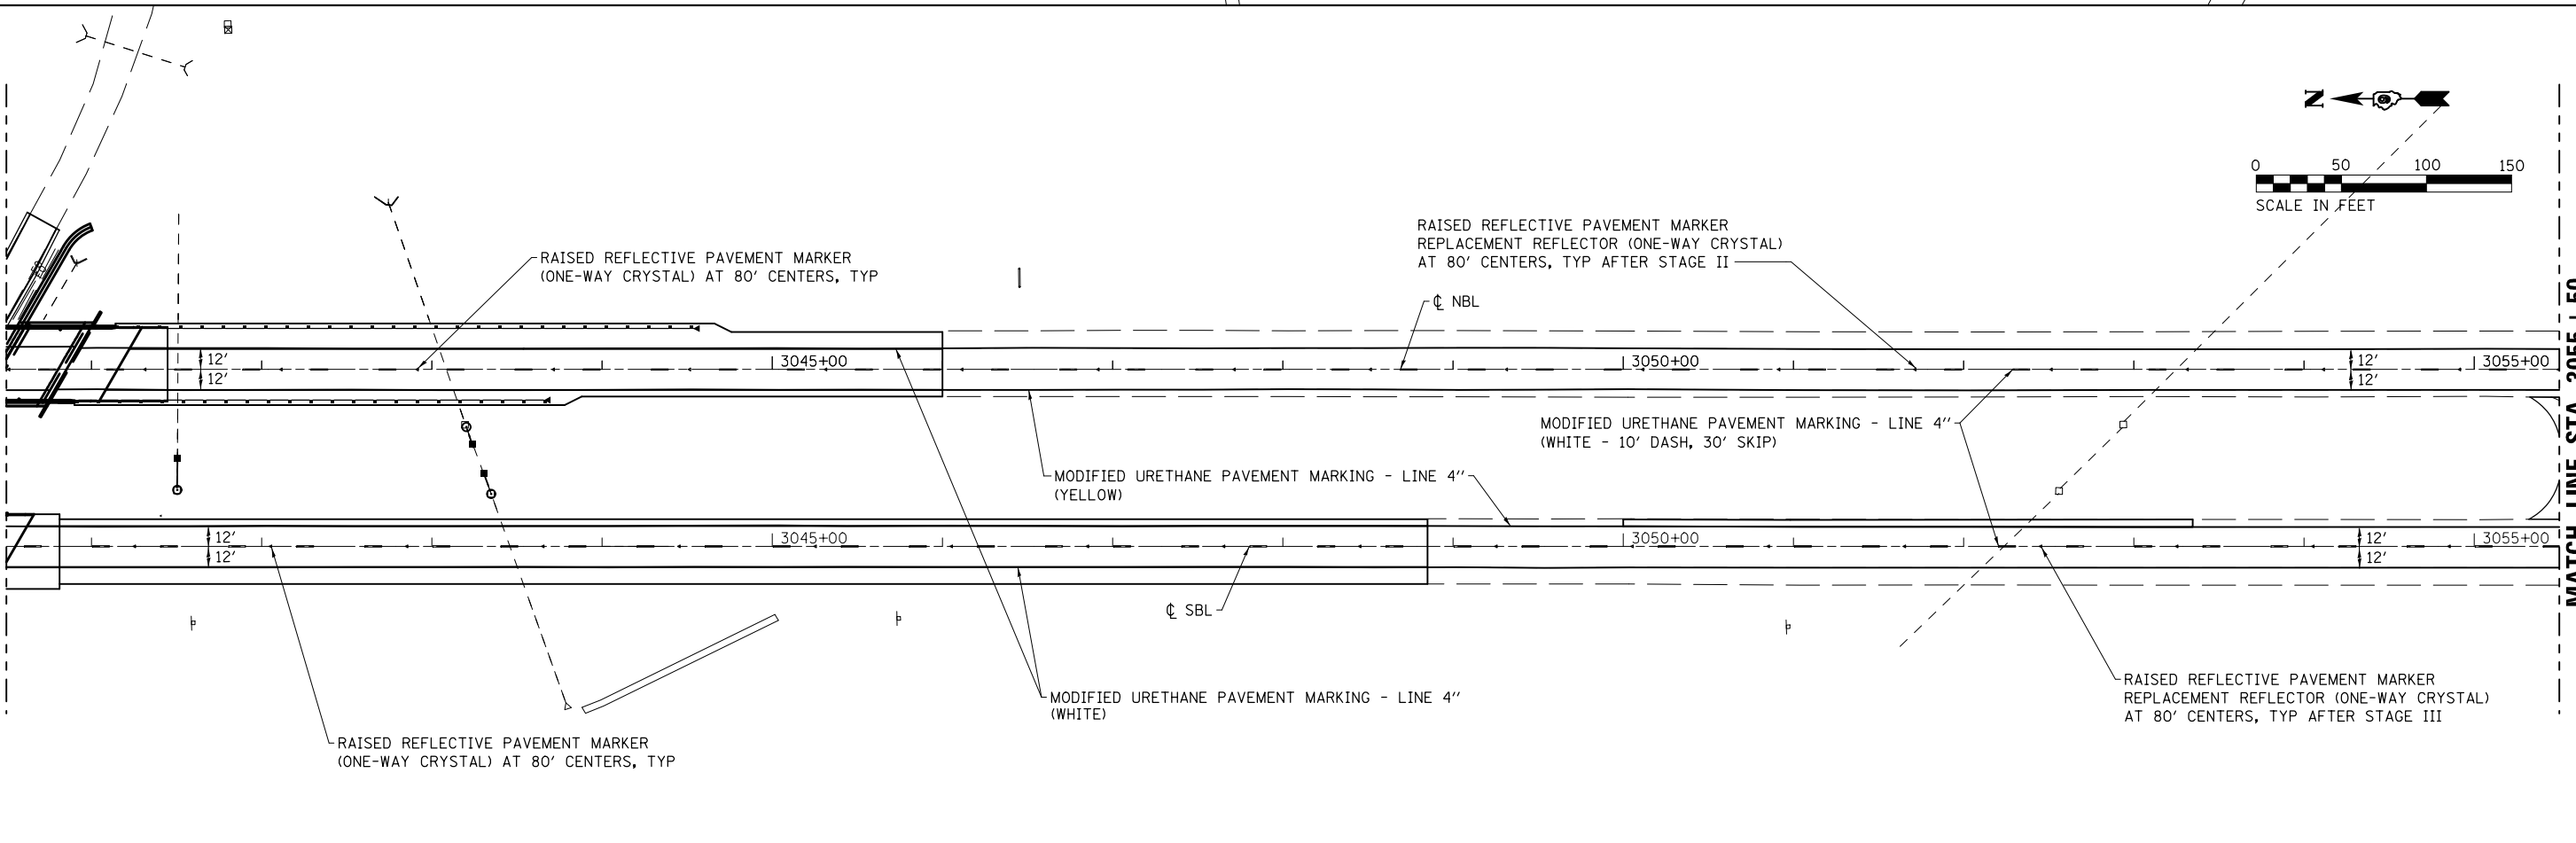 N
0 50 100 150
SCALE IN FEET
RAISED REFLECTIVE PAVEMENT MARKER
REPLACEMENT REFLECTOR (ONE-WAY CRYSTAL)
AT 80' CENTERS, TYP AFTER STAGE II
RAISED REFLECTIVE PAVEMENT MARKER
(ONE-WAY CRYSTAL) AT 80' CENTERS, TYP
℄ NBL
12'
12'
3045+00
3050+00
12'
12'
3055+00
MODIFIED URETHANE PAVEMENT MARKING - LINE 4"
(WHITE - 10' DASH, 30' SKIP)
MODIFIED URETHANE PAVEMENT MARKING - LINE 4"
(YELLOW)
12'
12'
3045+00
3050+00
12'
12'
3055+00
℄ SBL
MODIFIED URETHANE PAVEMENT MARKING - LINE 4"
(WHITE)
RAISED REFLECTIVE PAVEMENT MARKER
REPLACEMENT REFLECTOR (ONE-WAY CRYSTAL)
AT 80' CENTERS, TYP AFTER STAGE III
RAISED REFLECTIVE PAVEMENT MARKER
(ONE-WAY CRYSTAL) AT 80' CENTERS, TYP
MATCH LINE STA. 3055+50